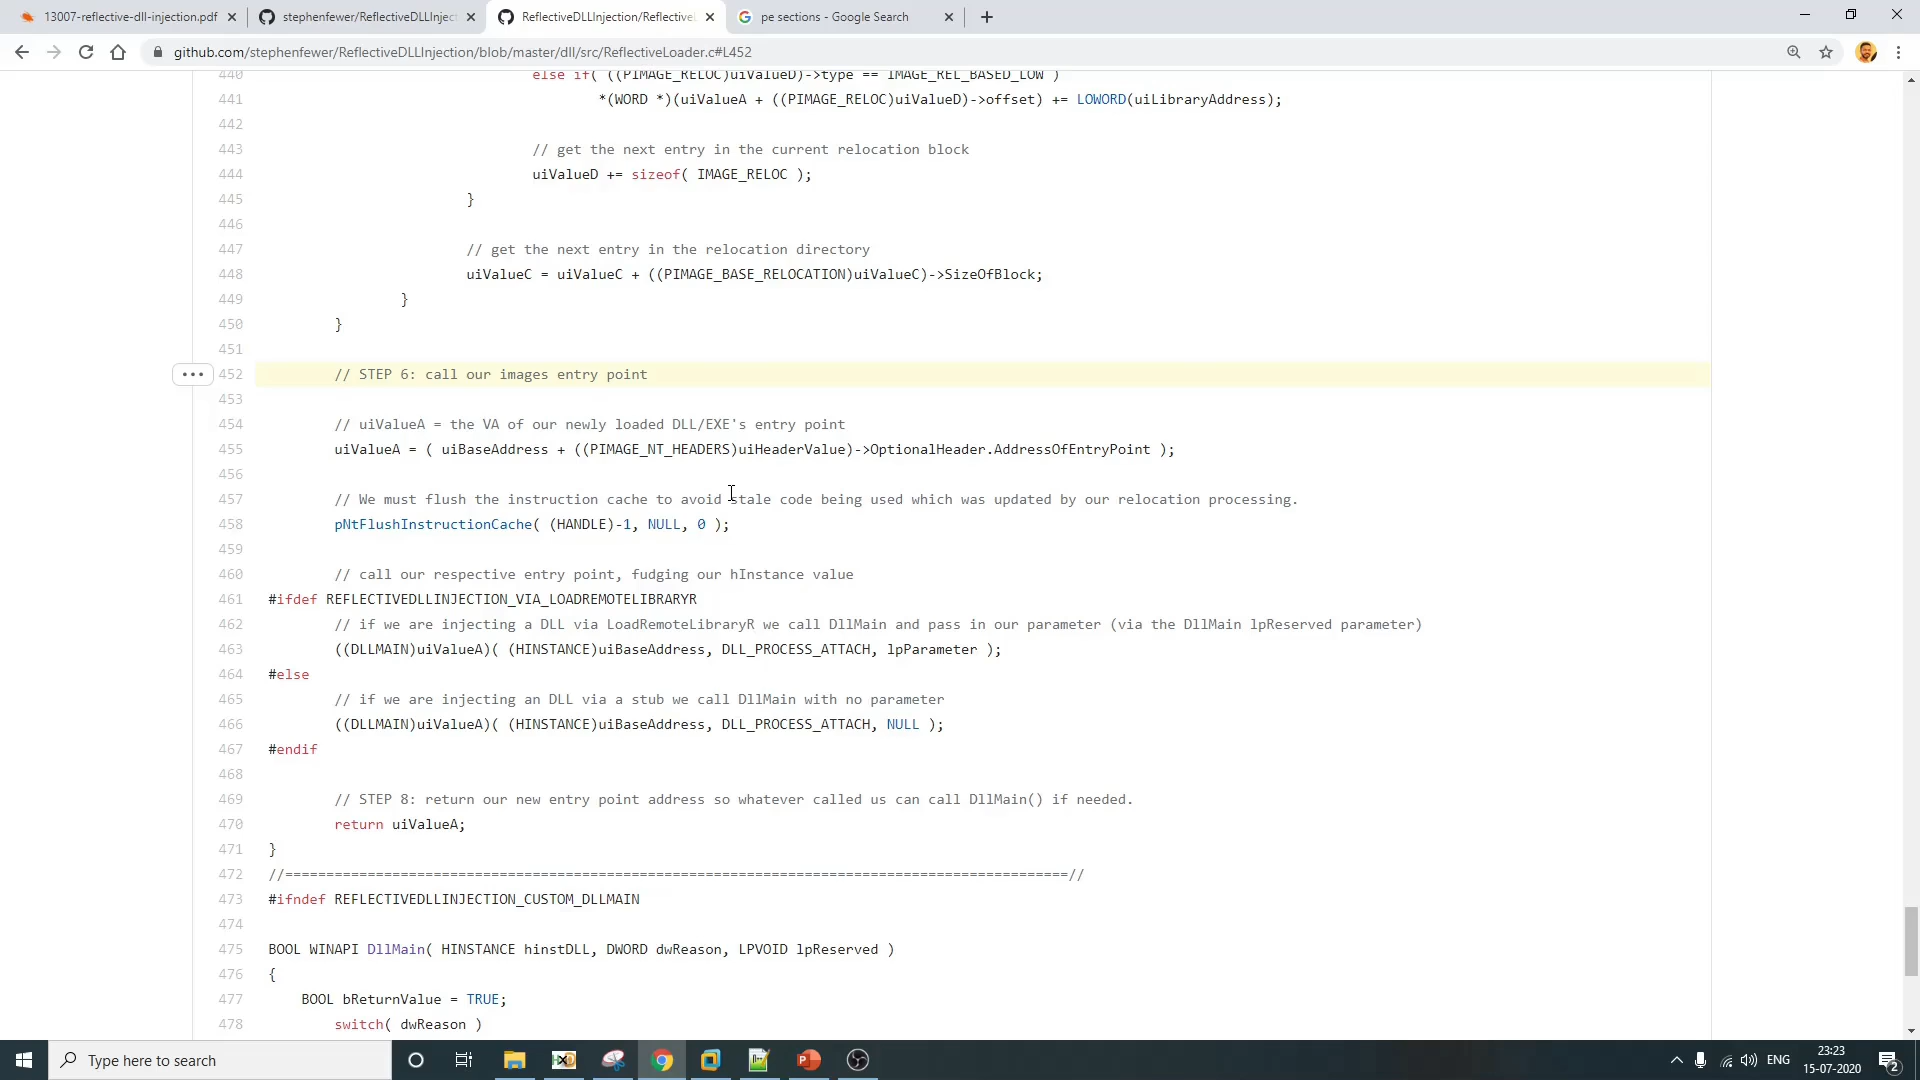 13007-reflective-dll-injection.pdf
stephenfewer/ReflectiveDLLInject
ReflectiveDLLInjection/Reflective
pe sections - Google Search
github.com/stephenfewer/ReflectiveDLLInjection/blob/master/dll/src/ReflectiveLoader.c#L452
440 else if( ((PIMAGE_RELOC)uiValueD)->type == IMAGE_REL_BASED_LOW )
441 *(WORD *)(uiValueA + ((PIMAGE_RELOC)uiValueD)->offset) += LOWORD(uiLibraryAddress);
442
443 // get the next entry in the current relocation block
444 uiValueD += sizeof( IMAGE_RELOC );
445 }
446
447 // get the next entry in the relocation directory
448 uiValueC = uiValueC + ((PIMAGE_BASE_RELOCATION)uiValueC)->SizeOfBlock;
449 }
450 }
451
452 // STEP 6: call our images entry point
453
454 // uiValueA = the VA of our newly loaded DLL/EXE's entry point
455 uiValueA = ( uiBaseAddress + ((PIMAGE_NT_HEADERS)uiHeaderValue)->OptionalHeader.AddressOfEntryPoint );
456
457 // We must flush the instruction cache to avoid stale code being used which was updated by our relocation processing.
458 pNtFlushInstructionCache( (HANDLE)-1, NULL, 0 );
459
460 // call our respective entry point, fudging our hInstance value
461 #ifdef REFLECTIVEDLLINJECTION_VIA_LOADREMOTELIBRARYR
462 // if we are injecting a DLL via LoadRemoteLibraryR we call DllMain and pass in our parameter (via the DllMain lpReserved parameter)
463 ((DLLMAIN)uiValueA)( (HINSTANCE)uiBaseAddress, DLL_PROCESS_ATTACH, lpParameter );
464 #else
465 // if we are injecting an DLL via a stub we call DllMain with no parameter
466 ((DLLMAIN)uiValueA)( (HINSTANCE)uiBaseAddress, DLL_PROCESS_ATTACH, NULL );
467 #endif
468
469 // STEP 8: return our new entry point address so whatever called us can call DllMain() if needed.
470 return uiValueA;
471 }
472 //===============================================================================================//
473 #ifndef REFLECTIVEDLLINJECTION_CUSTOM_DLLMAIN
474
475 BOOL WINAPI DllMain( HINSTANCE hinstDLL, DWORD dwReason, LPVOID lpReserved )
476 {
477 BOOL bReturnValue = TRUE;
478 switch( dwReason )
Type here to search
ENG
23:23
15-07-2020
2